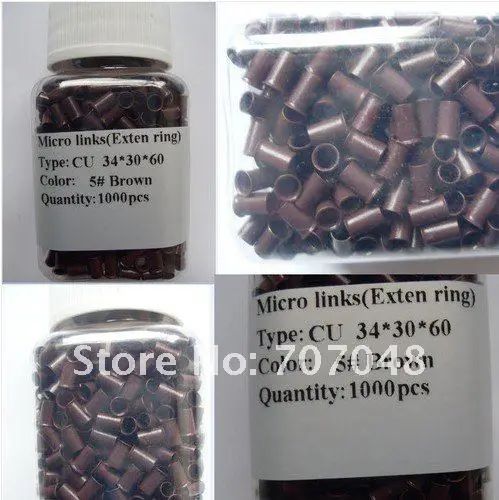 Micro links(Exten ring)
Type: CU 34*30*60
Color: 5# Brown
Quantity:1000pcs
Micro links(Exten ring)
Type: CU 34*30*60
Color: 5# Brown
Quantity:1000pcs
Store No: 707048